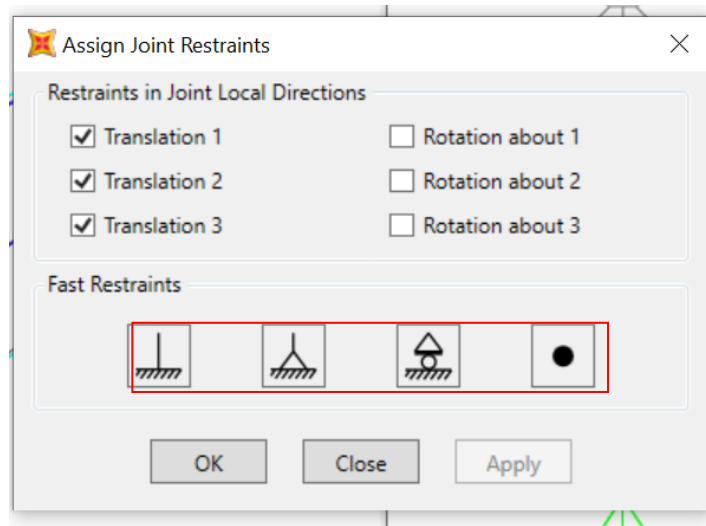 Assign Joint Restraints
Restraints in Joint Local Directions
Translation 1
Rotation about 1
Translation 2
Rotation about 2
Translation 3
Rotation about 3
Fast Restraints
OK
Close
Apply